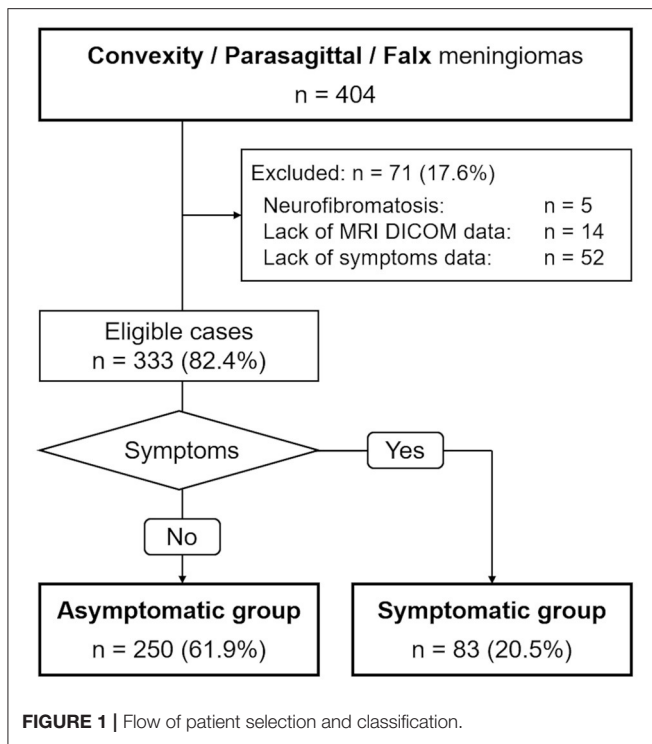 Convexity / Parasagittal / Falx meningiomas
n = 404
Excluded: n = 71 (17.6%)
Neurofibromatosis: n = 5
Lack of MRI DICOM data: n = 14
Lack of symptoms data: n = 52
Eligible cases
n = 333 (82.4%)
Symptoms
Yes
No
Asymptomatic group
n = 250 (61.9%)
Symptomatic group
n = 83 (20.5%)
FIGURE 1 | Flow of patient selection and classification.